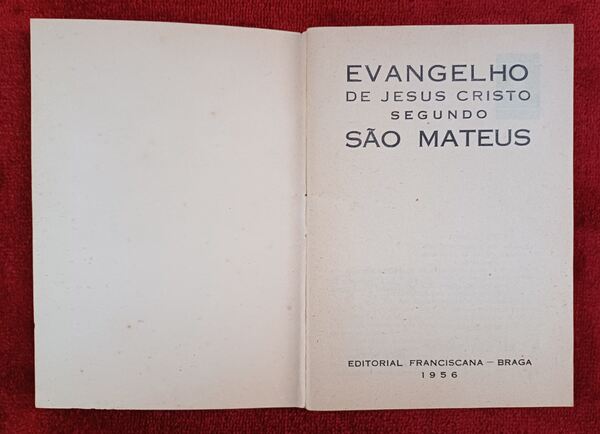 EVANGELHO
DE JESUS CRISTO
SEGUNDO
SÃO MATEUS
EDITORIAL FRANCISCANA — BRAGA
1956